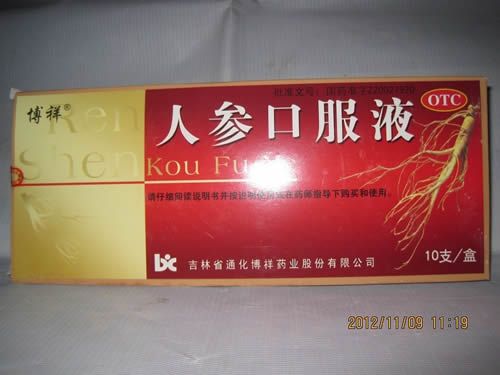 批准文号：国药准字Z20027920
OTC
博祥®
人参口服液
Ren
Shen
Kou Fu
请仔细阅读说明书并按说明使用或在药师指导下购买和使用.
bx
吉林省通化博祥药业股份有限公司
10支/盒
2012/11/09 11:19